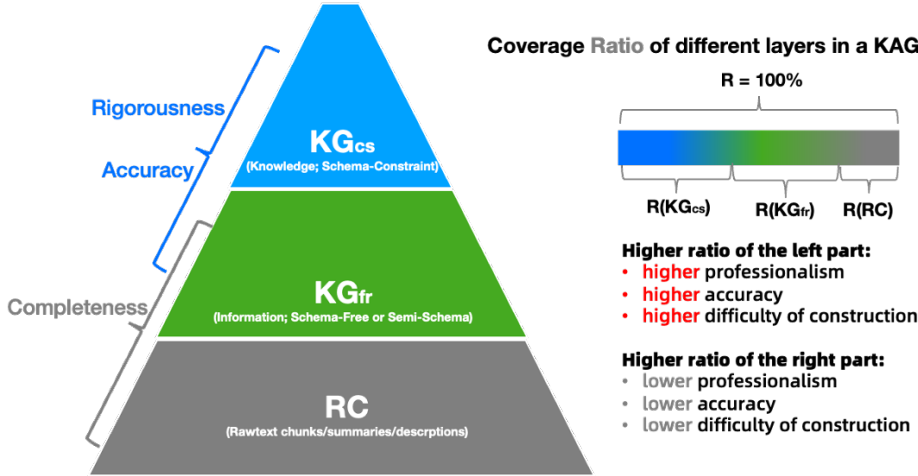 Coverage Ratio of different layers in a KAG
R = 100%
R(KGcs)
R(KGfr)
R(RC)
Rigorousness
Accuracy
Completeness
KGcs
(Knowledge; Schema-Constraint)
KGfr
(Information; Schema-Free or Semi-Schema)
RC
(Rawtext chunks/summaries/descrptions)
Higher ratio of the left part:
• higher professionalism
• higher accuracy
• higher difficulty of construction
Higher ratio of the right part:
• lower professionalism
• lower accuracy
• lower difficulty of construction